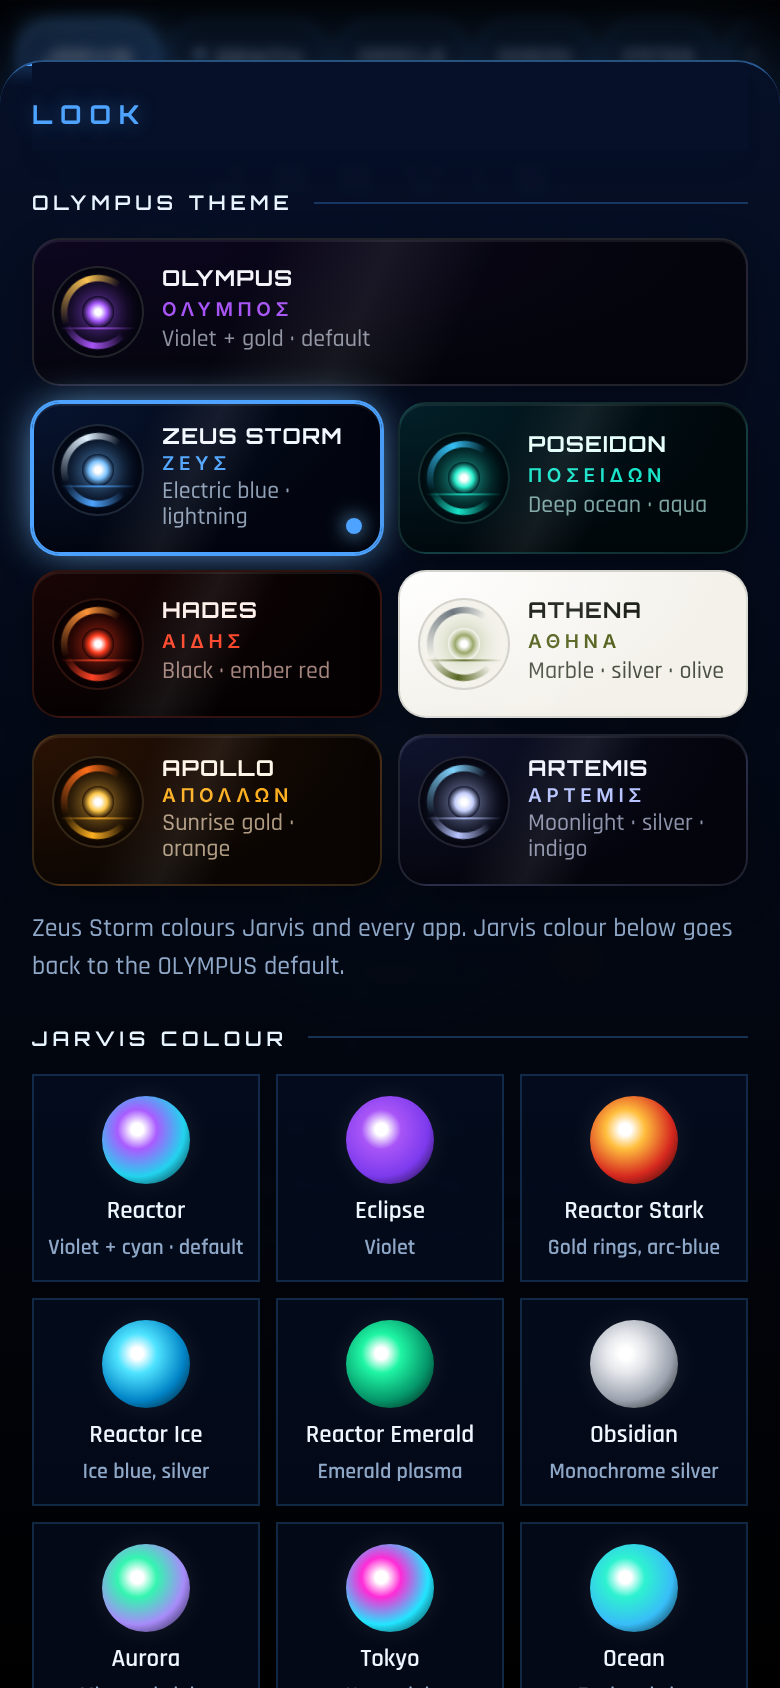 LOOK
OLYMPUS THEME
OLYMPUS
ΟΛΥΜΠΟΣ
Violet + gold · default
ZEUS STORM
ΖΕΥΣ
Electric blue ·
lightning
POSEIDON
ΠΟΣΕΙΔΩΝ
Deep ocean · aqua
HADES
ΑΙΔΗΣ
Black · ember red
ATHENA
ΑΘΗΝΑ
Marble · silver · olive
APOLLO
ΑΠΟΛΛΩΝ
Sunrise gold ·
orange
ARTEMIS
ΑΡΤΕΜΙΣ
Moonlight · silver ·
indigo
Zeus Storm colours Jarvis and every app. Jarvis colour below goes
back to the OLYMPUS default.
JARVIS COLOUR
Reactor
Violet + cyan · default
Eclipse
Violet
Reactor Stark
Gold rings, arc-blue
Reactor Ice
Ice blue, silver
Reactor Emerald
Emerald plasma
Obsidian
Monochrome silver
Aurora
Tokyo
Ocean